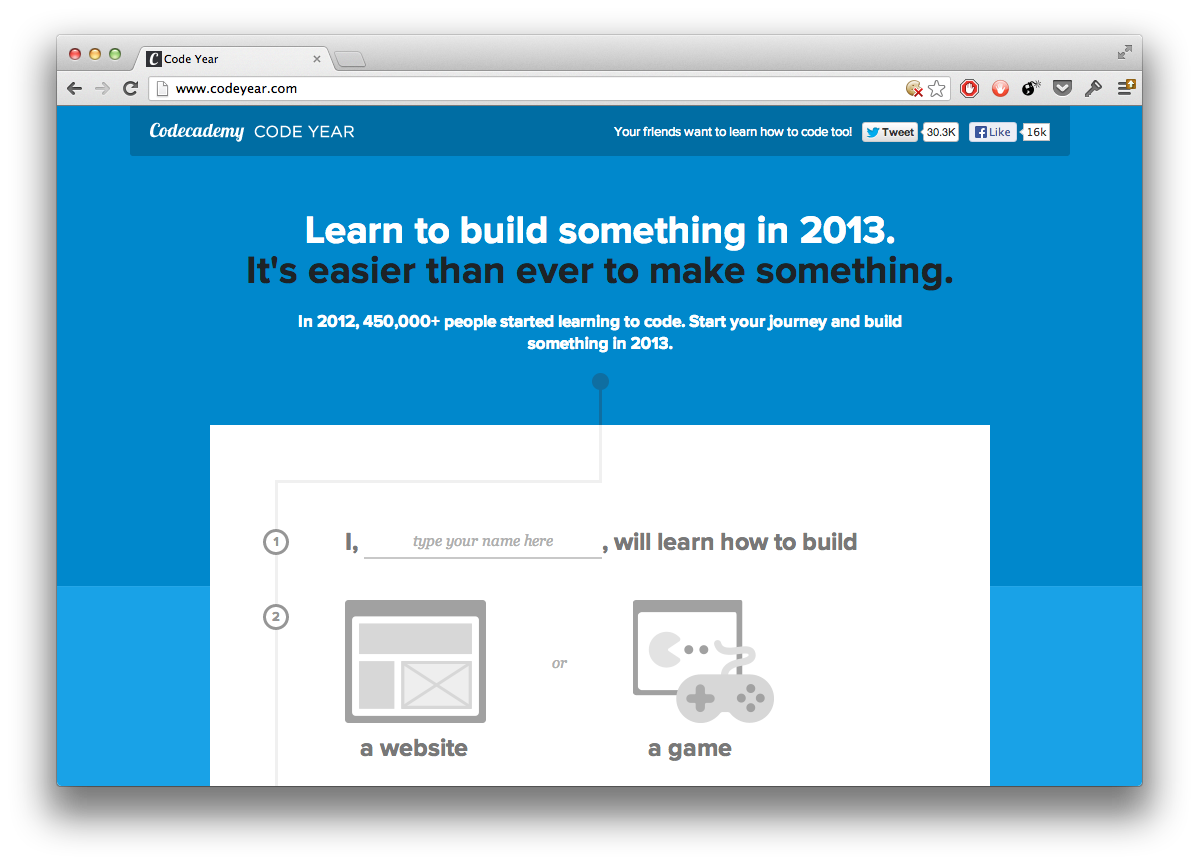 Code Year
www.codeyear.com
Codecademy CODE YEAR
Your friends want to learn how to code too! Tweet 30.3K Like 16k
Learn to build something in 2013.
It's easier than ever to make something.
In 2012, 450,000+ people started learning to code. Start your journey and build
something in 2013.
1 I, type your name here, will learn how to build
2
or
a website
a game